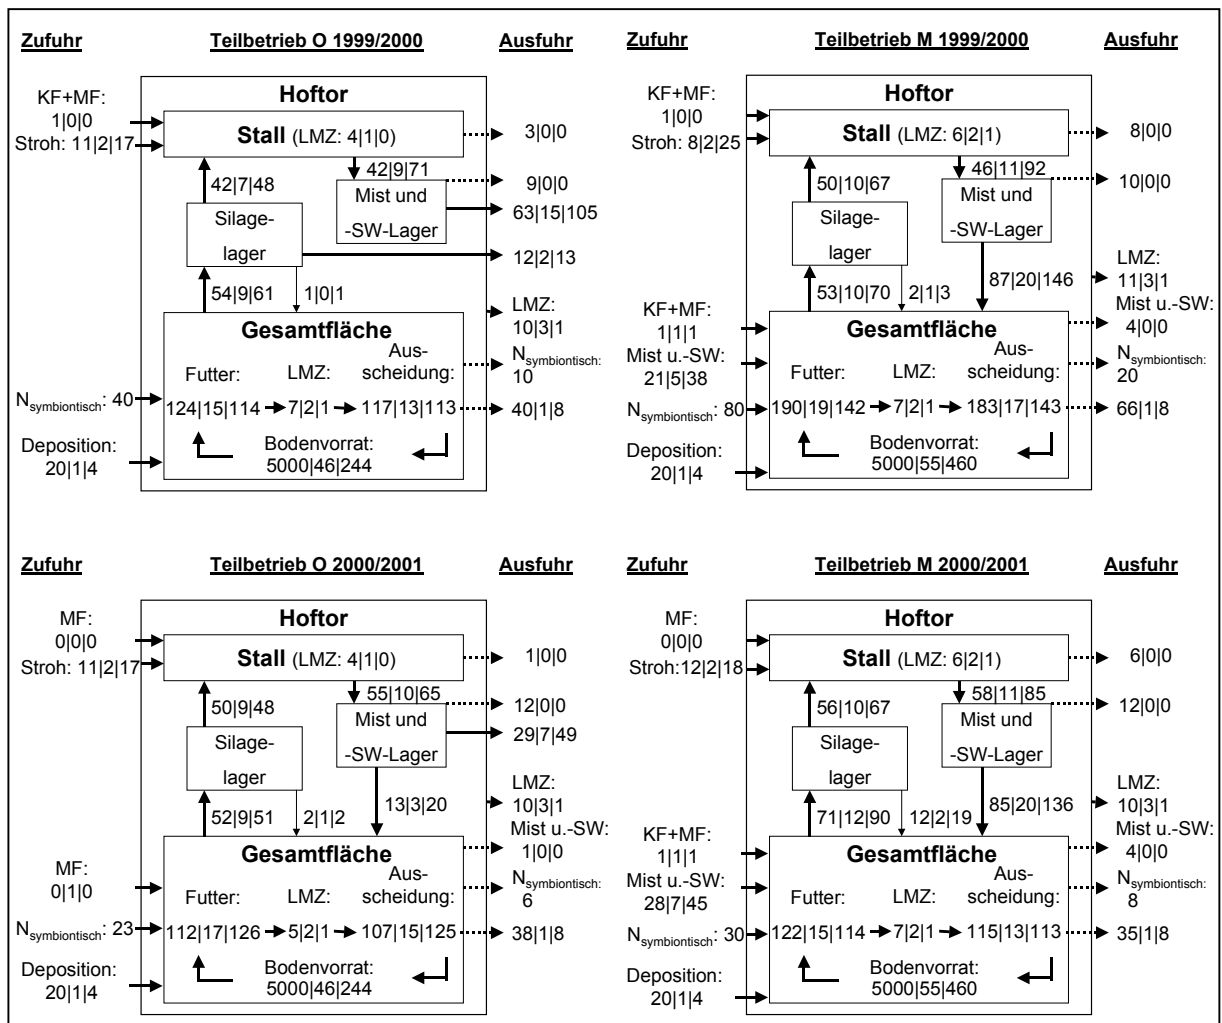 Zufuhr
Teilbetrieb O 1999/2000
Ausfuhr
Hoftor
KF+MF:
1|0|0
Stroh: 11|2|17
Stall (LMZ: 4|1|0)
3|0|0
42|7|48
42|9|71
9|0|0
Mist und
-SW-Lager
63|15|105
Silage-
lager
12|2|13
54|9|61
1|0|1
LMZ:
10|3|1
Gesamtfläche
Nsymbiontisch:
10
Futter:
LMZ:
Aus-
scheidung:
Nsymbiontisch: 40
124|15|114
7|2|1
117|13|113
40|1|8
Deposition:
20|1|4
Bodenvorrat:
5000|46|244
Zufuhr
Teilbetrieb M 1999/2000
Ausfuhr
Hoftor
KF+MF:
1|0|0
Stroh: 8|2|25
Stall (LMZ: 6|2|1)
8|0|0
50|10|67
46|11|92
10|0|0
Mist und
-SW-Lager
Silage-
lager
53|10|70
2|1|3
87|20|146
LMZ:
11|3|1
Mist u.-SW:
4|0|0
KF+MF:
1|1|1
Mist u.-SW:
21|5|38
Gesamtfläche
Nsymbiontisch:
20
Futter:
LMZ:
Aus-
scheidung:
Nsymbiontisch: 80
190|19|142
7|2|1
183|17|143
66|1|8
Deposition:
20|1|4
Bodenvorrat:
5000|55|460
Zufuhr
Teilbetrieb O 2000/2001
Ausfuhr
Hoftor
MF:
0|0|0
Stroh: 11|2|17
Stall (LMZ: 4|1|0)
1|0|0
50|9|48
55|10|65
12|0|0
Mist und
-SW-Lager
29|7|49
Silage-
lager
52|9|51
2|1|2
13|3|20
LMZ:
10|3|1
Mist u.-SW:
1|0|0
Gesamtfläche
MF:
0|1|0
Nsymbiontisch:
6
Futter:
LMZ:
Aus-
scheidung:
Nsymbiontisch: 23
112|17|126
5|2|1
107|15|125
38|1|8
Deposition:
20|1|4
Bodenvorrat:
5000|46|244
Zufuhr
Teilbetrieb M 2000/2001
Ausfuhr
Hoftor
MF:
0|0|0
Stroh:12|2|18
Stall (LMZ: 6|2|1)
6|0|0
56|10|67
58|11|85
12|0|0
Mist und
-SW-Lager
Silage-
lager
71|12|90
12|2|19
85|20|136
LMZ:
10|3|1
Mist u.-SW:
4|0|0
KF+MF:
1|1|1
Mist u.-SW:
28|7|45
Gesamtfläche
Nsymbiontisch:
8
Futter:
LMZ:
Aus-
scheidung:
Nsymbiontisch: 30
122|15|114
7|2|1
115|13|113
35|1|8
Deposition:
20|1|4
Bodenvorrat:
5000|55|460